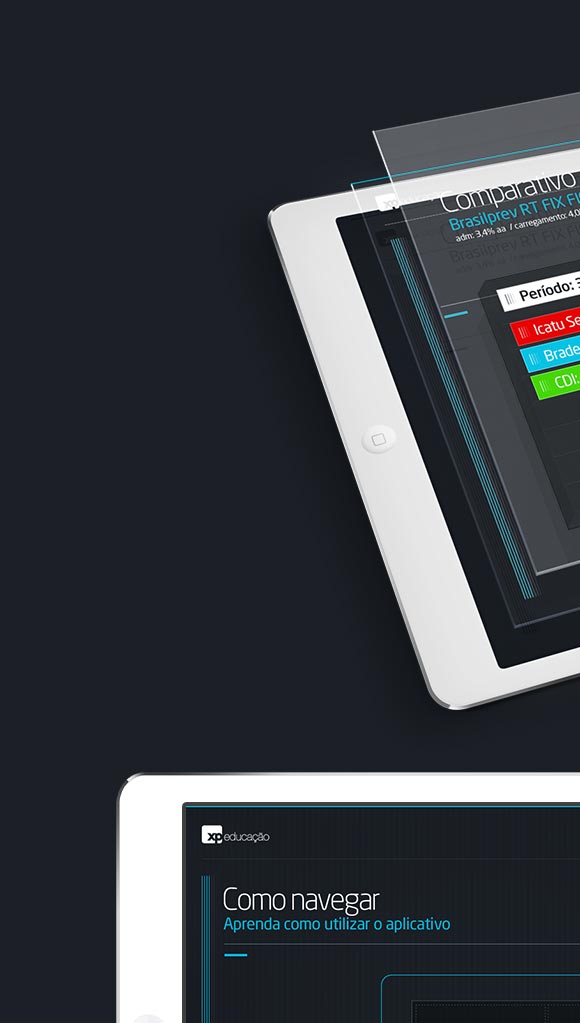 Comparativo
Brasilprev RT FIX FI
adm: 3,4% aa / carregamento: 4,0
Período: 3
Icatu Se
Brade
CDI:
xp educação
Como navegar
Aprenda como utilizar o aplicativo